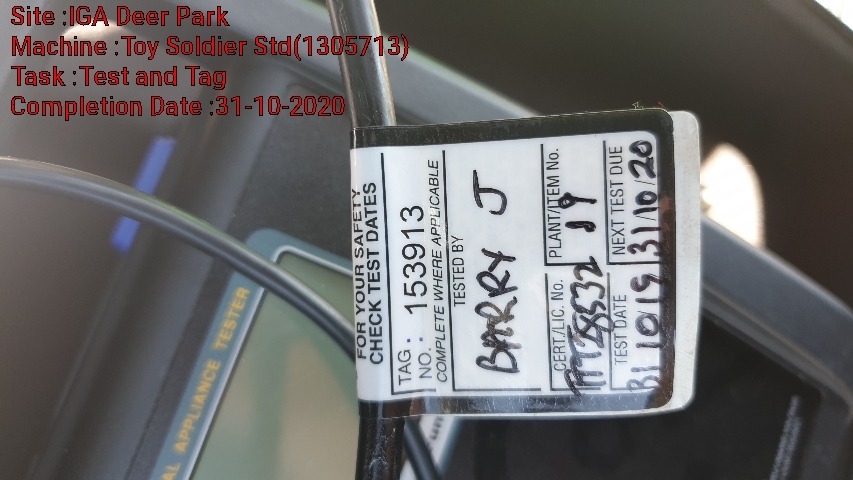 Site :IGA Deer Park
Machine :Toy Soldier Std(1305713)
Task :Test and Tag
Completion Date :31-10-2020
FOR YOUR SAFETY
CHECK TEST DATES
TAG NO.: 153913
COMPLETE WHERE APPLICABLE
TESTED BY
BARRY J
CERT/LIC. No.
PLANT/ITEM No.
TEST DATE
31/10/19
NEXT TEST DUE
31/10/20
AL APPLIANCE TESTER